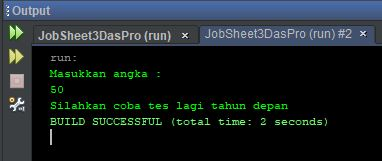 Output
JobSheet3DasPro (run) × JobSheet3DasPro (run) #2 ×
run:
Masukkan angka :
50
Silahkan coba tes lagi tahun depan
BUILD SUCCESSFUL (total time: 2 seconds)